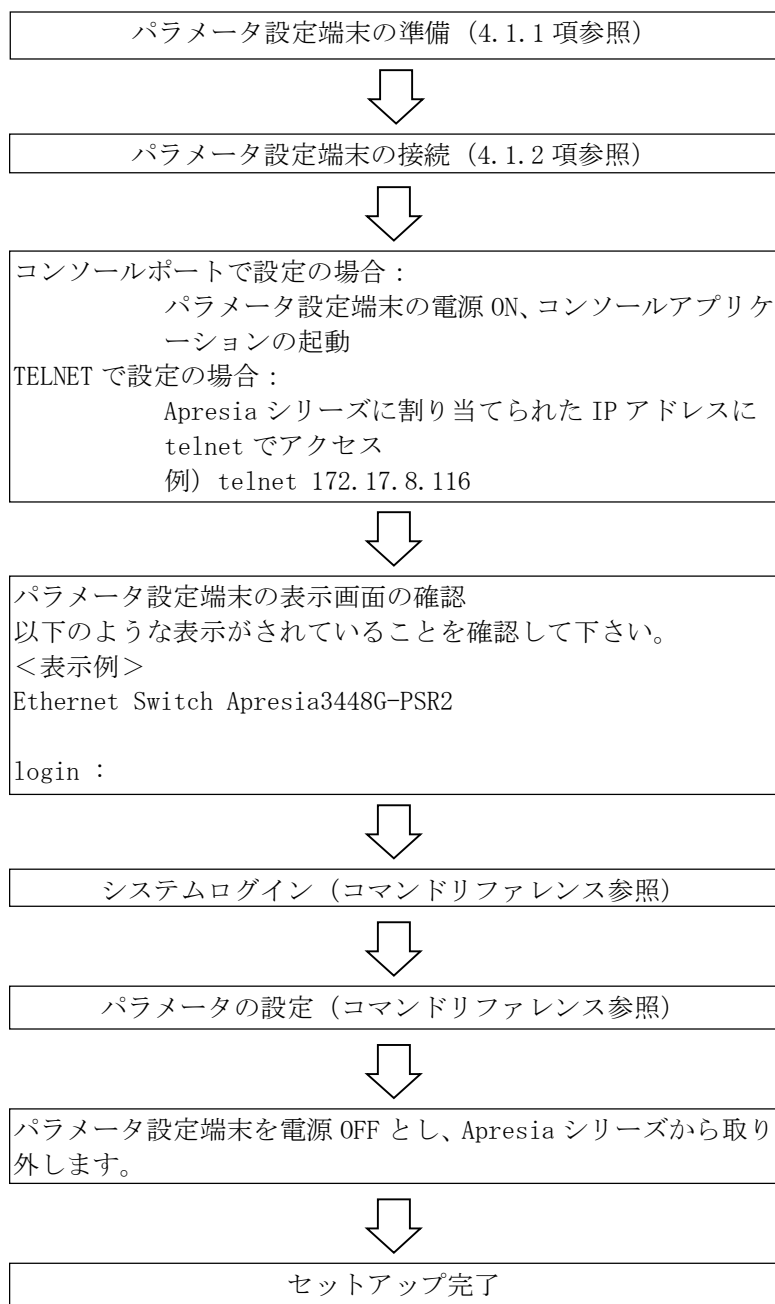 パラメータ設定端末の準備（4.1.1 項参照）
パラメータ設定端末の接続（4.1.2 項参照）
コンソールポートで設定の場合：
パラメータ設定端末の電源 ON、コンソールアプリケ
ーションの起動
TELNET で設定の場合：
Apresia シリーズに割り当てられた IP アドレスに
telnet でアクセス
例）telnet 172.17.8.116
パラメータ設定端末の表示画面の確認
以下のような表示がされていることを確認して下さい。
＜表示例＞
Ethernet Switch Apresia3448G-PSR2
login：
システムログイン（コマンドリファレンス参照）
パラメータの設定（コマンドリファレンス参照）
パラメータ設定端末を電源 OFF とし、Apresia シリーズから取り
外します。
セットアップ完了